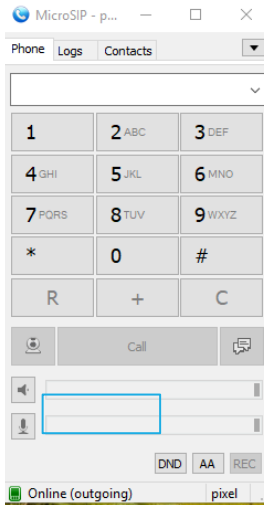 MicroSIP - p...
Phone Logs Contacts
1 2 ABC 3 DEF
4 GHI 5 JKL 6 MNO
7 PQRS 8 TUV 9 WXYZ
* 0 #
R + C
Call
DND AA REC
Online (outgoing) pixel